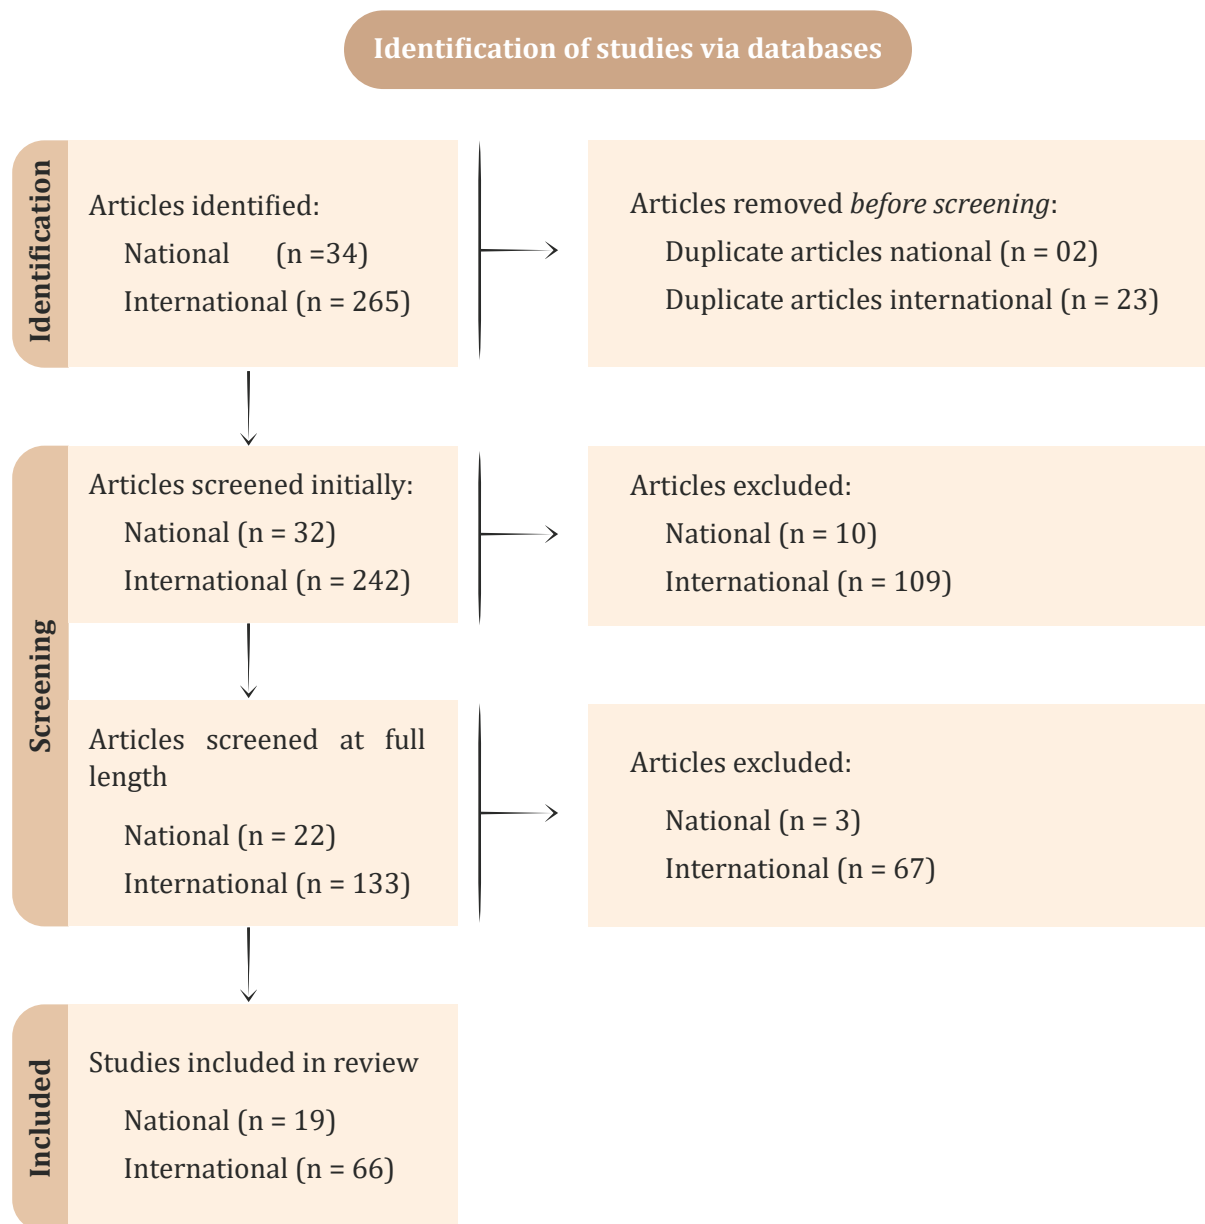 Identification of studies via databases
Identification
Articles identified:
National (n =34)
International (n = 265)
Articles removed before screening:
Duplicate articles national (n = 02)
Duplicate articles international (n = 23)
Screening
Articles screened initially:
National (n = 32)
International (n = 242)
Articles excluded:
National (n = 10)
International (n = 109)
Articles screened at full
length
National (n = 22)
International (n = 133)
Articles excluded:
National (n = 3)
International (n = 67)
Included
Studies included in review
National (n = 19)
International (n = 66)